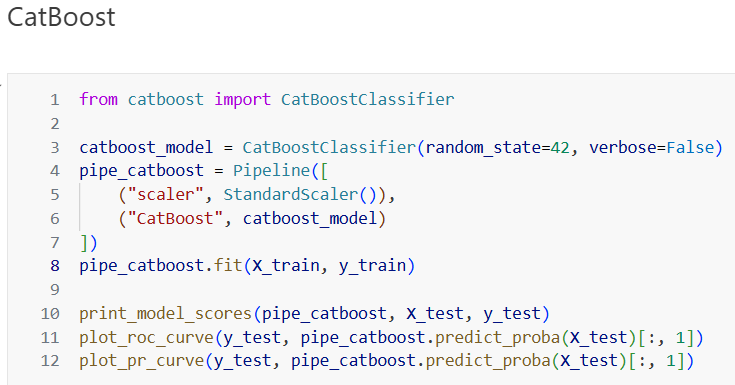 CatBoost
1 from catboost import CatBoostClassifier
2
3 catboost_model = CatBoostClassifier(random_state=42, verbose=False)
4 pipe_catboost = Pipeline([
5     ("scaler", StandardScaler()),
6     ("CatBoost", catboost_model)
7 ])
8 pipe_catboost.fit(X_train, y_train)
9
10 print_model_scores(pipe_catboost, X_test, y_test)
11 plot_roc_curve(y_test, pipe_catboost.predict_proba(X_test)[:, 1])
12 plot_pr_curve(y_test, pipe_catboost.predict_proba(X_test)[:, 1])